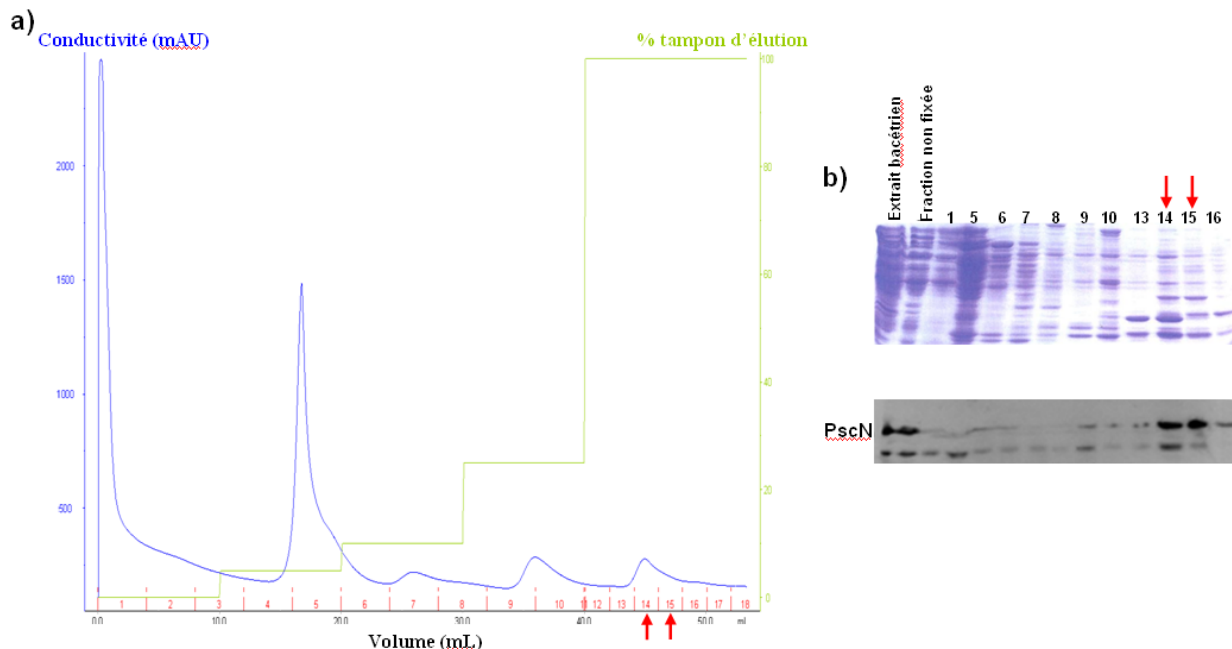 a)
Conductivité (mAU)
% tampon d'élution
2000
1500
1000
500
100
80
60
40
20
0
1 2 3 4 5 6 7 8 9 10 11 12 13 14 15 16 17 18
0.0 10.0 20.0 30.0 40.0 50.0 ml
Volume (mL)
b)
Extrait bacétrien
Fraction non fixée
1 5 6 7 8 9 10 13 14 15 16
PscN